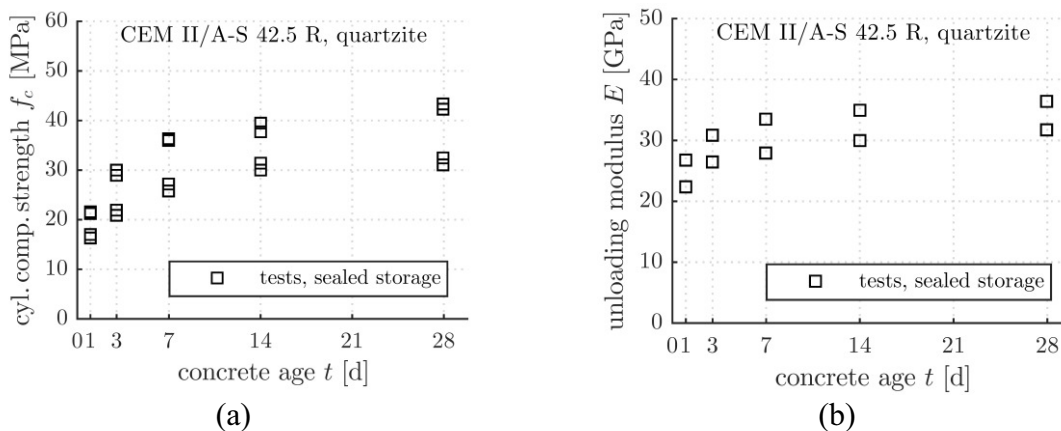 CEM II/A-S 42.5 R, quartzite
cyl. comp. strength f_c [MPa]
60
50
40
30
20
10
0
tests, sealed storage
01 3 7 14 21 28
concrete age t [d]
(a)
CEM II/A-S 42.5 R, quartzite
unloading modulus E [GPa]
50
40
30
20
10
0
tests, sealed storage
01 3 7 14 21 28
concrete age t [d]
(b)